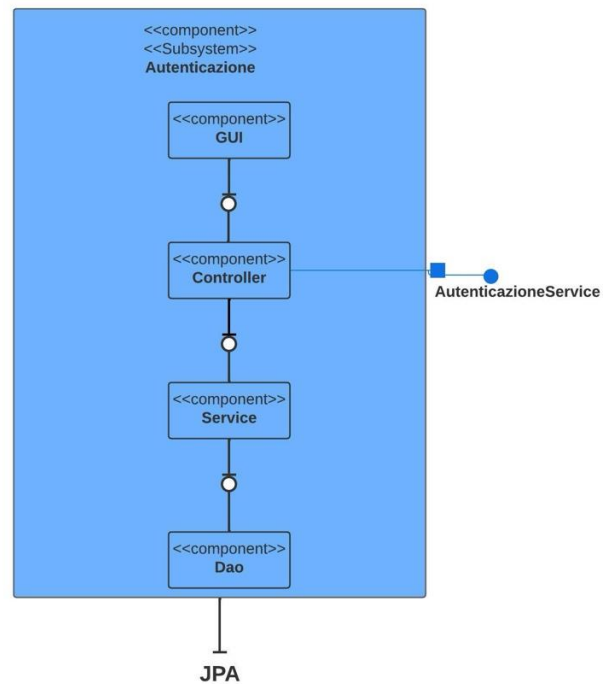 <<component>>
<<Subsystem>>
Autenticazione
<<component>>
GUI
<<component>>
Controller
AutenticazioneService
<<component>>
Service
<<component>>
Dao
JPA